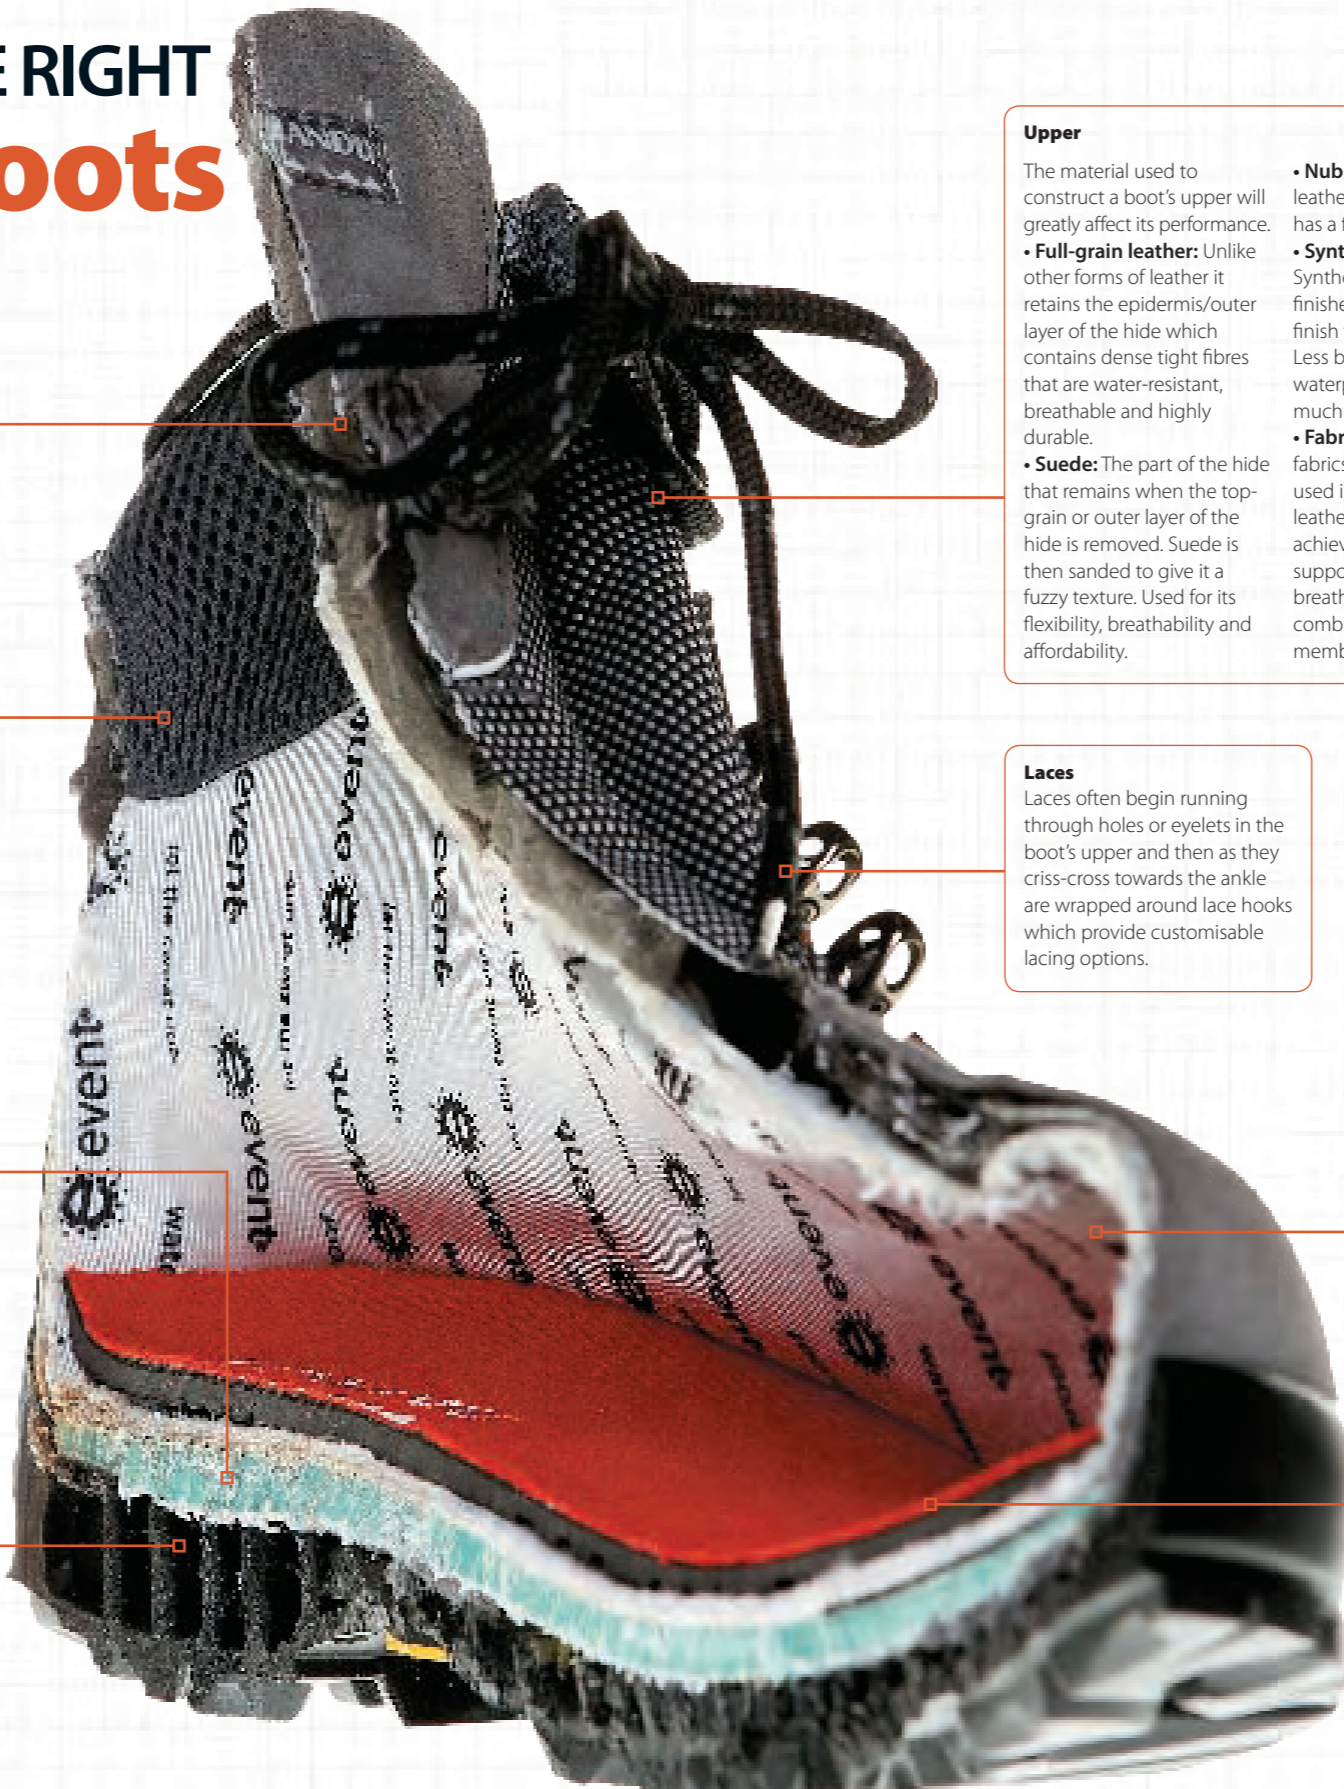 E RIGHT
oots
Upper
The material used to
construct a boot’s upper will
greatly affect its performance.
• Full-grain leather: Unlike
other forms of leather it
retains the epidermis/outer
layer of the hide which
contains dense tight fibres
that are water-resistant,
breathable and highly
durable.
• Suede: The part of the hide
that remains when the top-
grain or outer layer of the
hide is removed. Suede is
then sanded to give it a
fuzzy texture. Used for its
flexibility, breathability and
affordability.
• Nub
leathe
has a f
• Synt
Synthe
finishe
finish
Less b
waterp
much
• Fabr
fabrics
used i
leathe
achiev
suppo
breath
comb
memb
Laces
Laces often begin running
through holes or eyelets in the
boot’s upper and then as they
criss-cross towards the ankle
are wrapped around lace hooks
which provide customisable
lacing options.
event
event
event
event
event
event
event
event